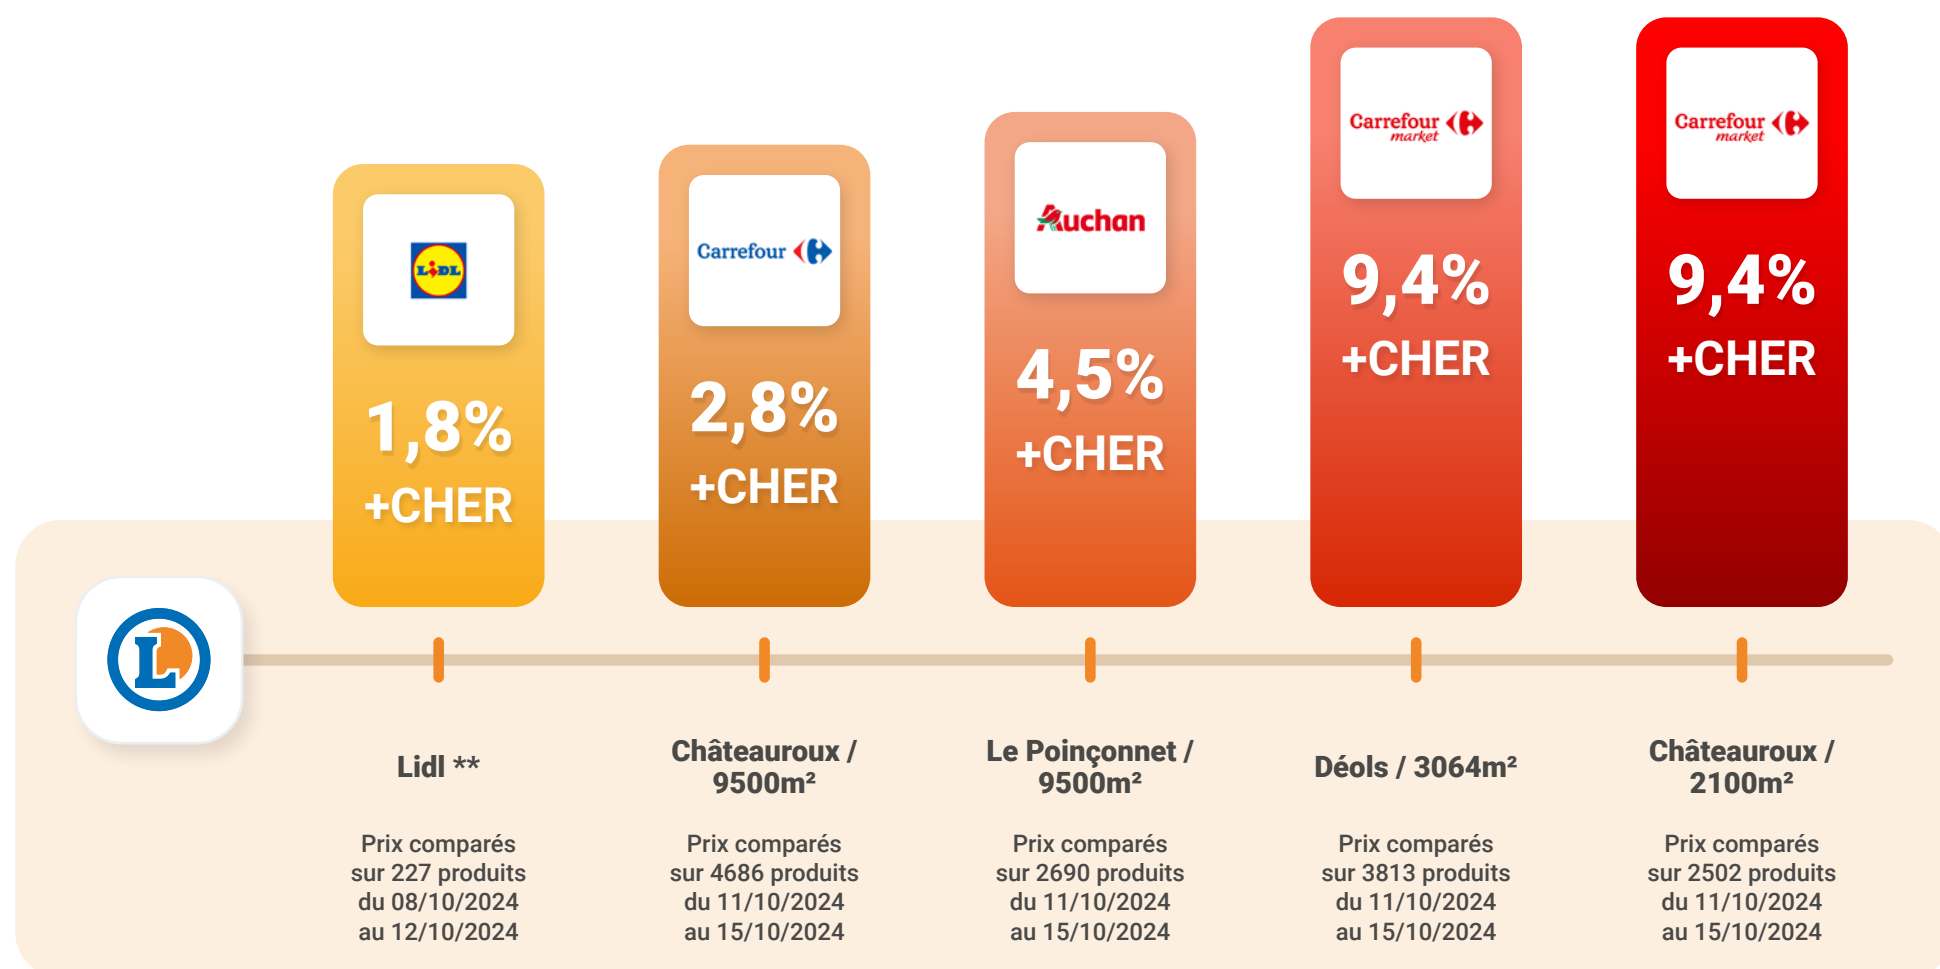 LIDL
1,8%
+CHER
Carrefour
2,8%
+CHER
Auchan
4,5%
+CHER
Carrefour
market
9,4%
+CHER
Carrefour
market
9,4%
+CHER
L
Lidl **
Prix comparés
sur 227 produits
du 08/10/2024
au 12/10/2024
Châteauroux /
9500m²
Prix comparés
sur 4686 produits
du 11/10/2024
au 15/10/2024
Le Poinçonnet /
9500m²
Prix comparés
sur 2690 produits
du 11/10/2024
au 15/10/2024
Déols / 3064m²
Prix comparés
sur 3813 produits
du 11/10/2024
au 15/10/2024
Châteauroux /
2100m²
Prix comparés
sur 2502 produits
du 11/10/2024
au 15/10/2024